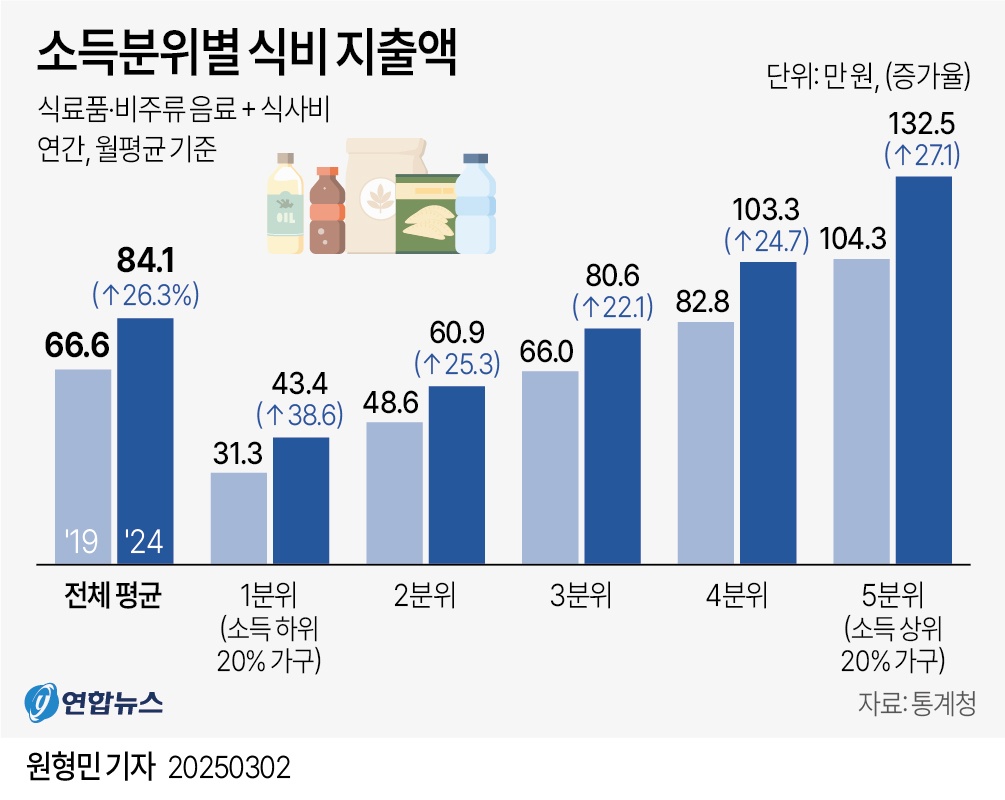 소득분위별 식비 지출액
식료품·비주류 음료 + 식사비
연간, 월평균 기준
단위: 만 원, (증가율)
OIL
66.6
84.1
(↑26.3%)
31.3
43.4
(↑38.6)
48.6
60.9
(↑25.3)
66.0
80.6
(↑22.1)
82.8
103.3
(↑24.7)
104.3
132.5
(↑27.1)
'19 '24
전체 평균
1분위
(소득 하위
20% 가구)
2분위
3분위
4분위
5분위
(소득 상위
20% 가구)
연합뉴스
자료: 통계청
원형민 기자 20250302